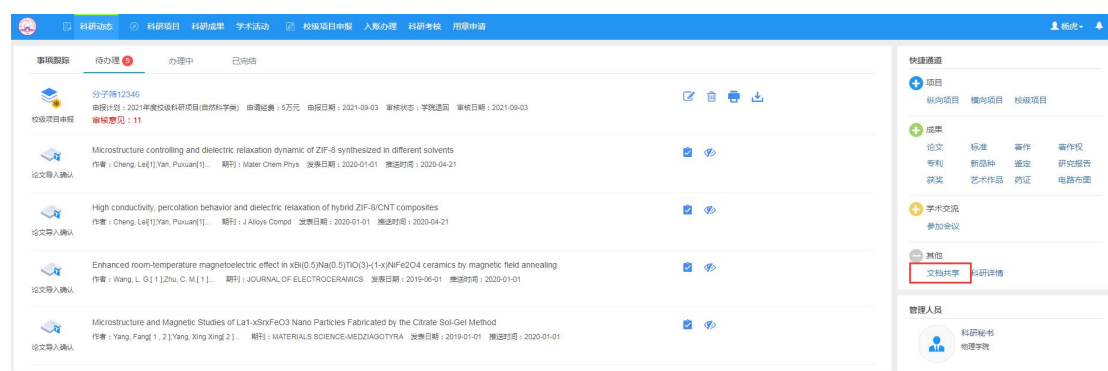 科研动态 科研项目 科研成果 学术活动 校级项目申报 入账办理 科研考核 用章申请 杨虎
事项跟踪 待办理 5 办理中 已完结
分子筛12346
申报计划：2021年度校级科研项目(自然科学类) 申请经费：5万元 申报日期：2021-09-03 审核状态：学院退回 审核日期：2021-09-03
校级项目申报 审核意见：11
Microstructure controlling and dielectric relaxation dynamic of ZIF-8 synthesized in different solvents
作者：Cheng, Lei[1];Yan, Puxuan[1]... 期刊：Mater Chem Phys 发表日期：2020-01-01 推送时间：2020-04-21
论文导入确认
High conductivity, percolation behavior and dielectric relaxation of hybrid ZIF-8/CNT composites
作者：Cheng, Lei[1];Yan, Puxuan[1]... 期刊：J Alloys Compd 发表日期：2020-01-01 推送时间：2020-04-21
论文导入确认
Enhanced room-temperature magnetoelectric effect in xBi(0.5)Na(0.5)TiO(3)-(1-x)NiFe2O4 ceramics by magnetic field annealing
作者：Wang, L. G.[ 1 ];Zhu, C. M.[ 1 ]... 期刊：JOURNAL OF ELECTROCERAMICS 发表日期：2019-06-01 推送时间：2020-01-01
论文导入确认
Microstructure and Magnetic Studies of La1-xSrxFeO3 Nano Particles Fabricated by the Citrate Sol-Gel Method
作者：Yang, Fang[ 1 , 2 ];Yang, Xing Xing[ 2 ]... 期刊：MATERIALS SCIENCE-MEDZIAGOTYRA 发表日期：2019-01-01 推送时间：2020-01-01
论文导入确认
快捷通道
项目
纵向项目 横向项目 校级项目
成果
论文 标准 著作 著作权
专利 新品种 鉴定 研究报告
获奖 艺术作品 药证 电路布图
学术交流
参加会议
其他
文档共享 科研详情
管理人员
科研秘书
物理学院